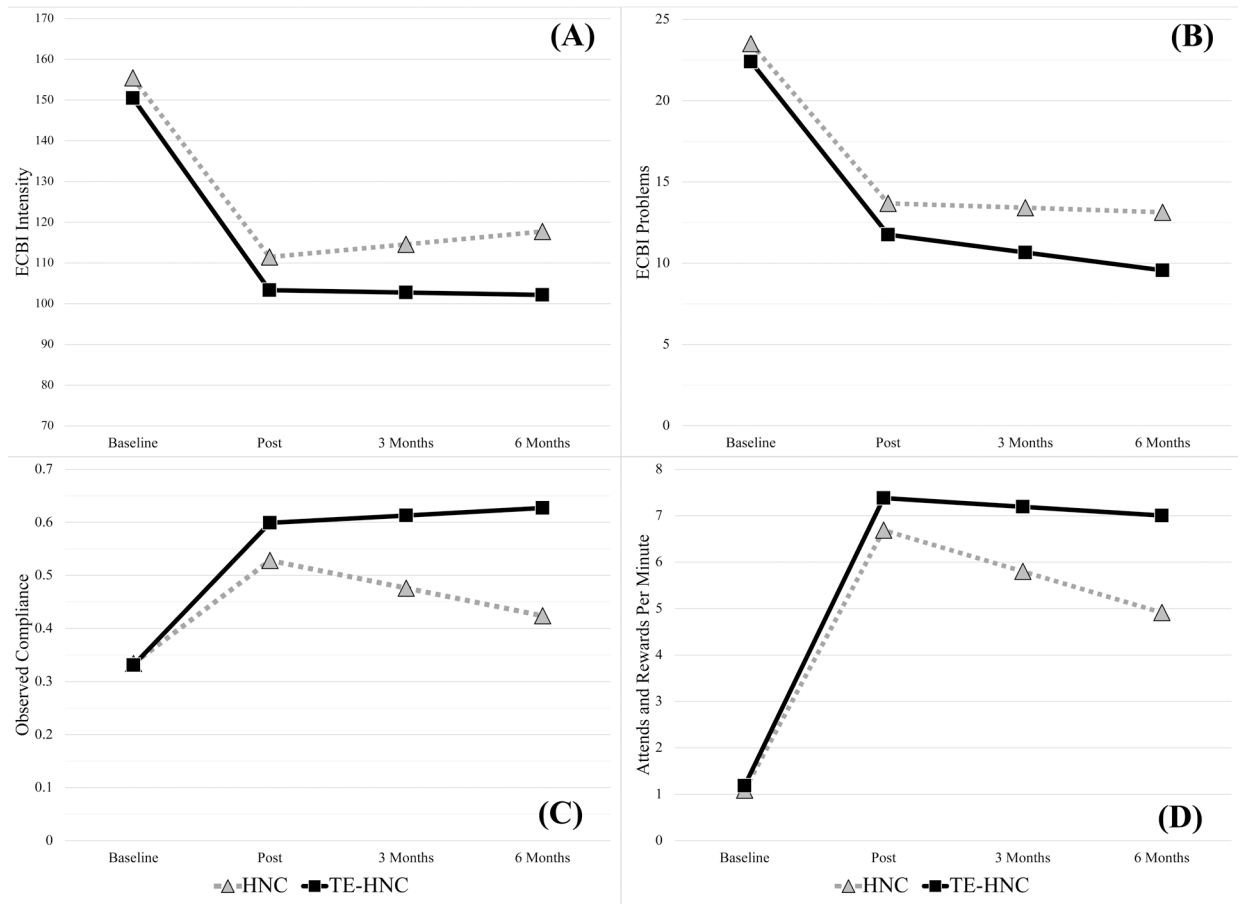 (A)
170
160
150
140
130
120
110
100
90
80
70
ECBI Intensity
Baseline Post 3 Months 6 Months
(B)
25
20
15
10
5
0
ECBI Problems
Baseline Post 3 Months 6 Months
(C)
0.7
0.6
0.5
0.4
0.3
0.2
0.1
0
Observed Compliance
Baseline Post 3 Months 6 Months
HNC TE-HNC
(D)
8
7
6
5
4
3
2
1
0
Attends and Rewards Per Minute
Baseline Post 3 Months 6 Months
HNC TE-HNC